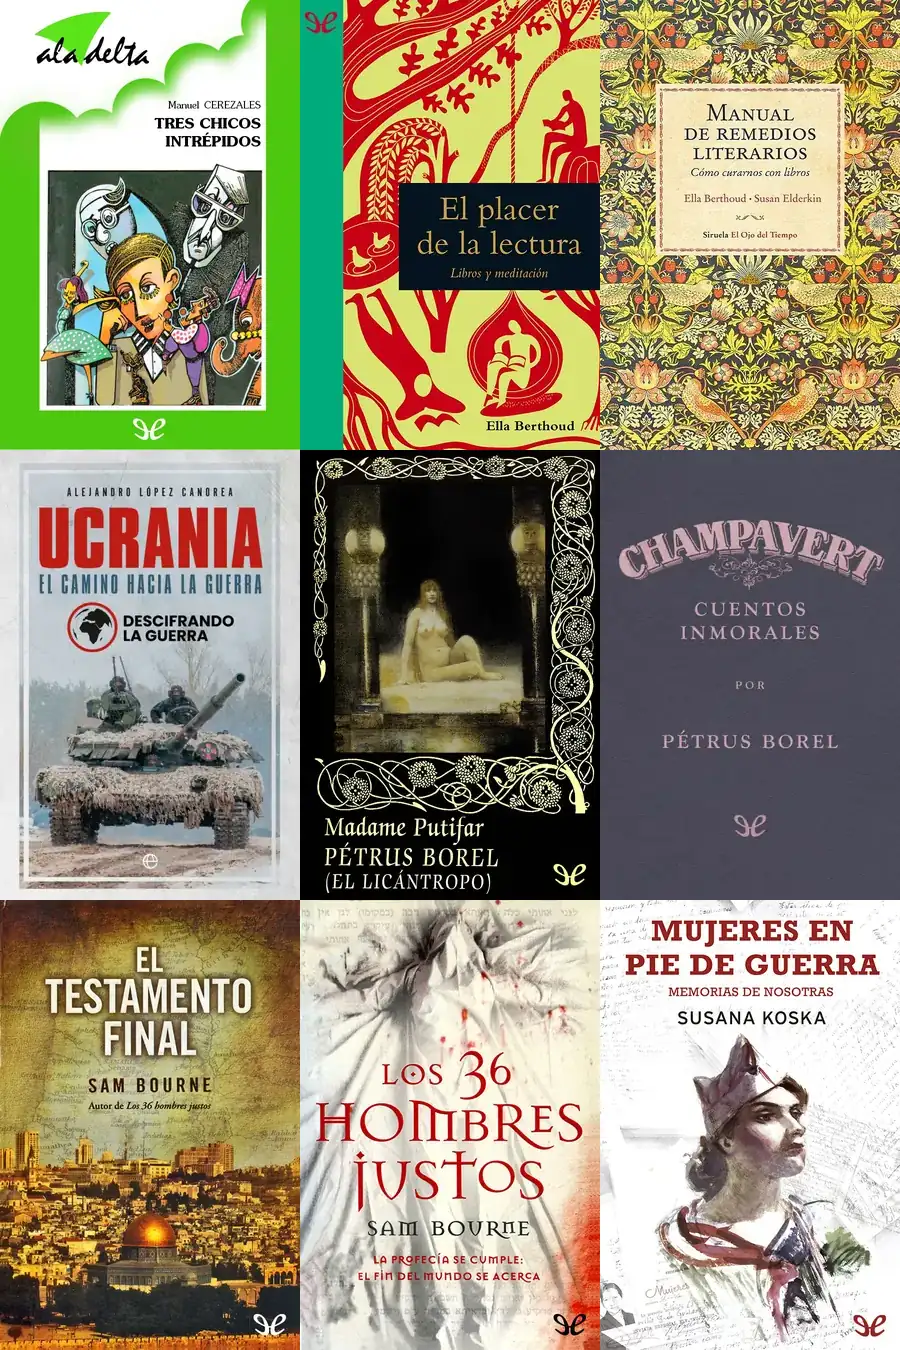 ala delta
Manuel CEREZALES
TRES CHICOS
INTRÉPIDOS
El placer
de la lectura
Libros y meditación
Ella Berthoud
MANUAL
DE REMEDIOS
LITERARIOS
Cómo curarnos con libros
Ella Berthoud · Susan Elderkin
Siruela El Ojo del Tiempo
ALEJANDRO LÓPEZ CANOREA
UCRANIA
EL CAMINO HACIA LA GUERRA
DESCIFRANDO
LA GUERRA
Madame Putifar
PÉTRUS BOREL
(EL LICÁNTROPO)
CHAMPAVERT
CUENTOS
INMORALES
POR
PÉTRUS BOREL
EL
TESTAMENTO
FINAL
SAM BOURNE
Autor de Los 36 hombres justos
LOS 36
HOMBRES
JUSTOS
SAM BOURNE
LA PROFECÍA SE CUMPLE:
EL FIN DEL MUNDO SE ACERCA
MUJERES EN
PIE DE GUERRA
MEMORIAS DE NOSOTRAS
SUSANA KOSKA
Mujeres